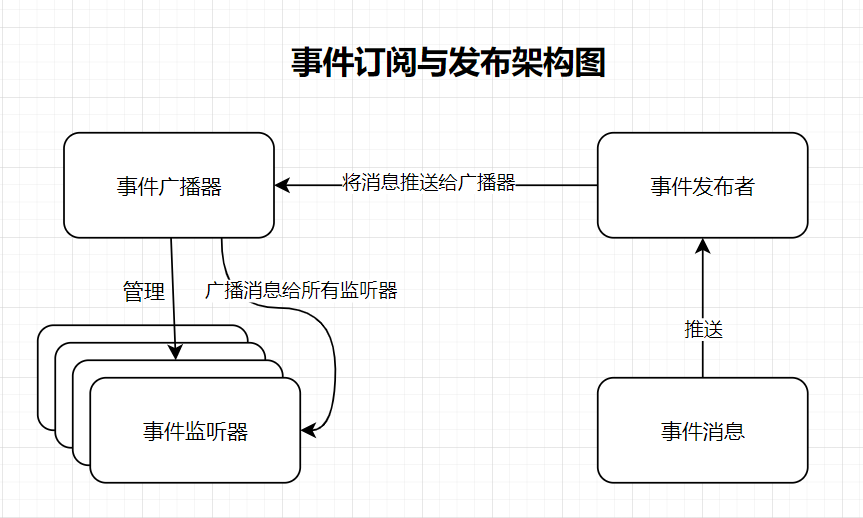 事件订阅与发布架构图
事件广播器
将消息推送给广播器
事件发布者
管理
广播消息给所有监听器
推送
事件监听器
事件消息